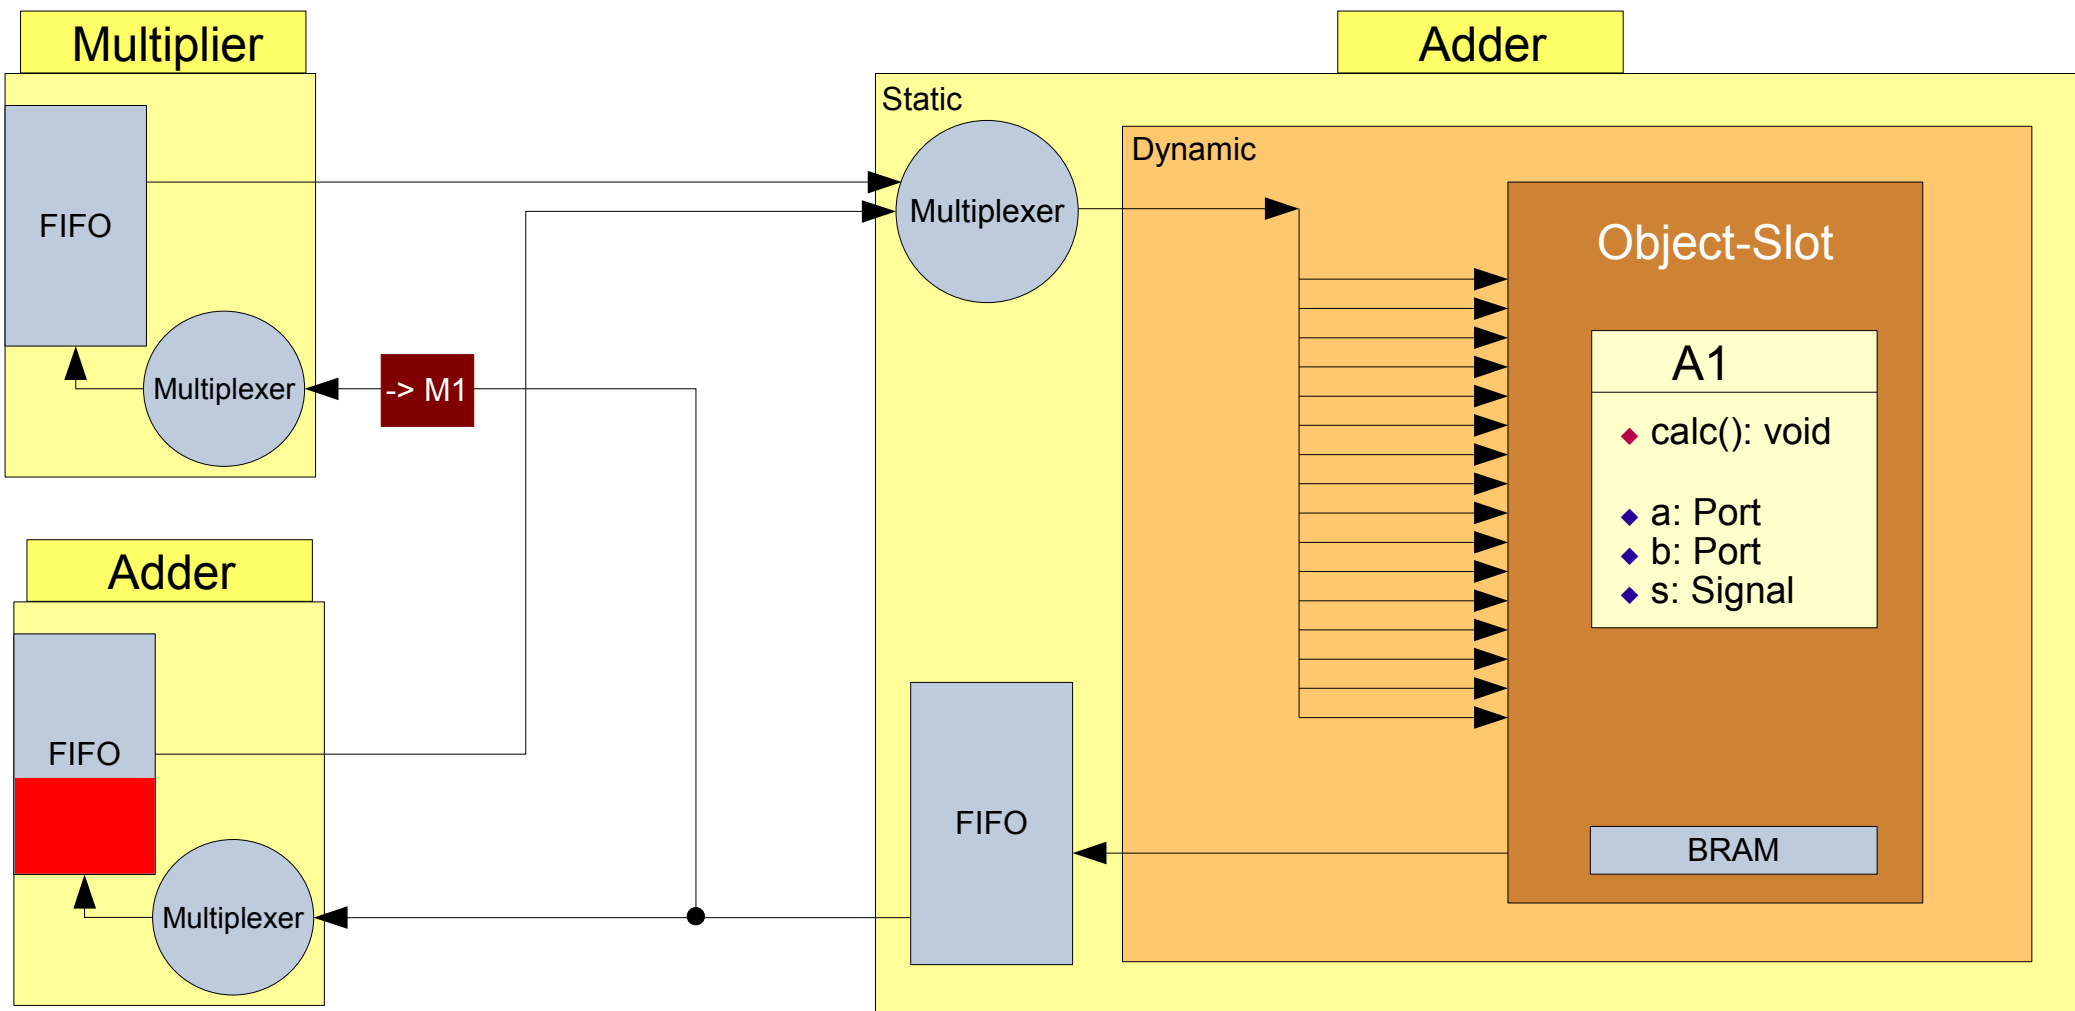 Multiplier
FIFO
Multiplexer
-> M1
Adder
FIFO
Multiplexer
Adder
Static
Multiplexer
FIFO
Dynamic
Object-Slot
A1
calc(): void
a: Port
b: Port
s: Signal
BRAM